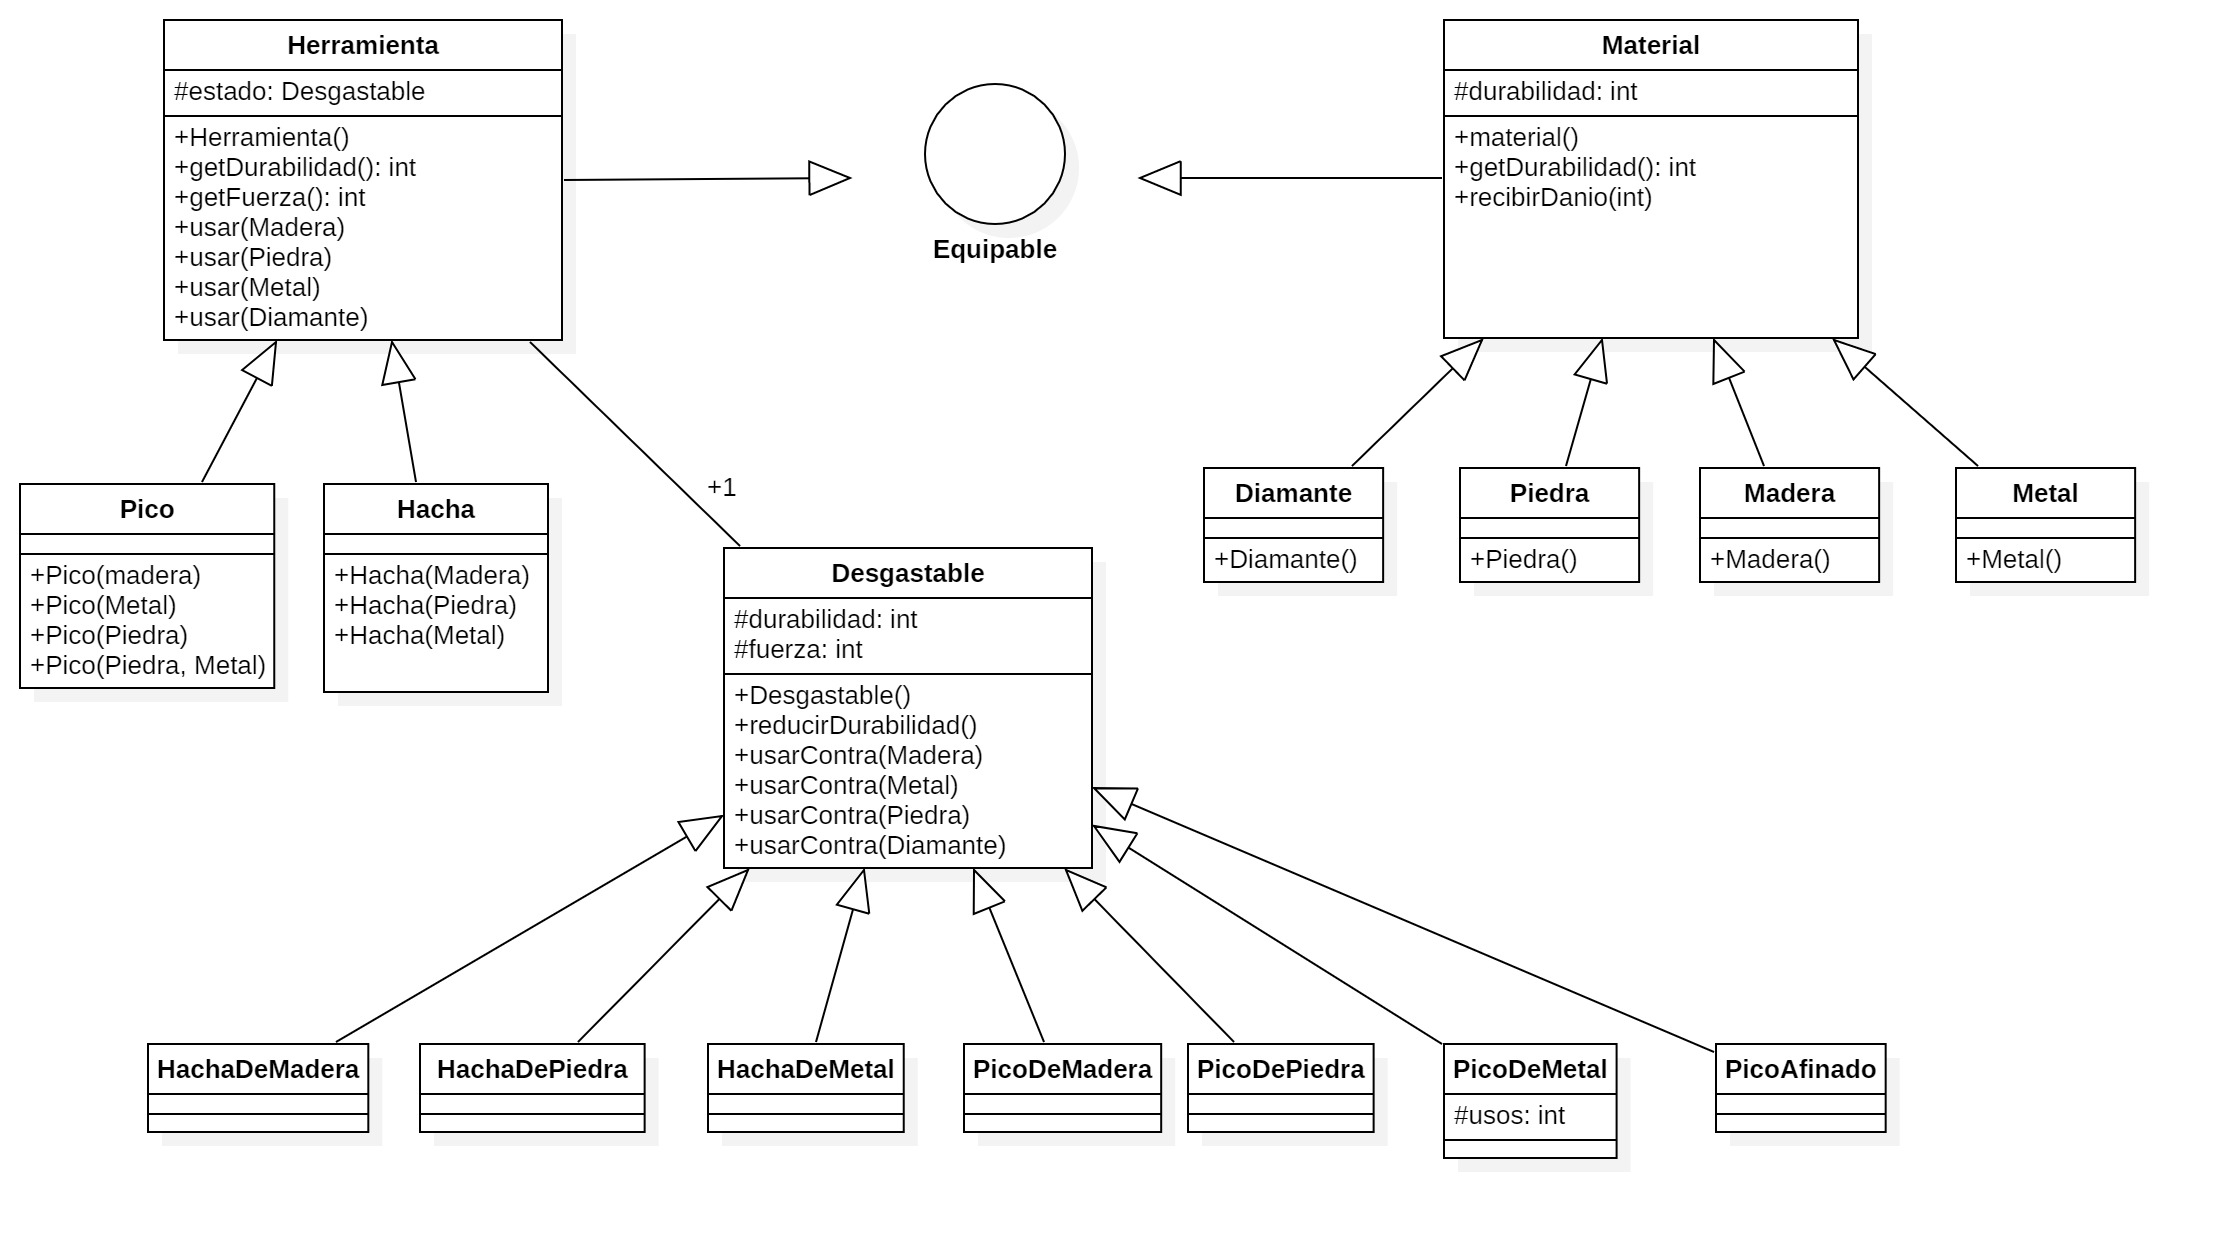 Herramienta
#estado: Desgastable
+Herramienta()
+getDurabilidad(): int
+getFuerza(): int
+usar(Madera)
+usar(Piedra)
+usar(Metal)
+usar(Diamante)
Equipable
Material
#durabilidad: int
+material()
+getDurabilidad(): int
+recibirDanio(int)
Pico
+Pico(madera)
+Pico(Metal)
+Pico(Piedra)
+Pico(Piedra, Metal)
Hacha
+Hacha(Madera)
+Hacha(Piedra)
+Hacha(Metal)
+1
Diamante
+Diamante()
Piedra
+Piedra()
Madera
+Madera()
Metal
+Metal()
Desgastable
#durabilidad: int
#fuerza: int
+Desgastable()
+reducirDurabilidad()
+usarContra(Madera)
+usarContra(Metal)
+usarContra(Piedra)
+usarContra(Diamante)
HachaDeMadera
HachaDePiedra
HachaDeMetal
PicoDeMadera
PicoDePiedra
PicoDeMetal
#usos: int
PicoAfinado